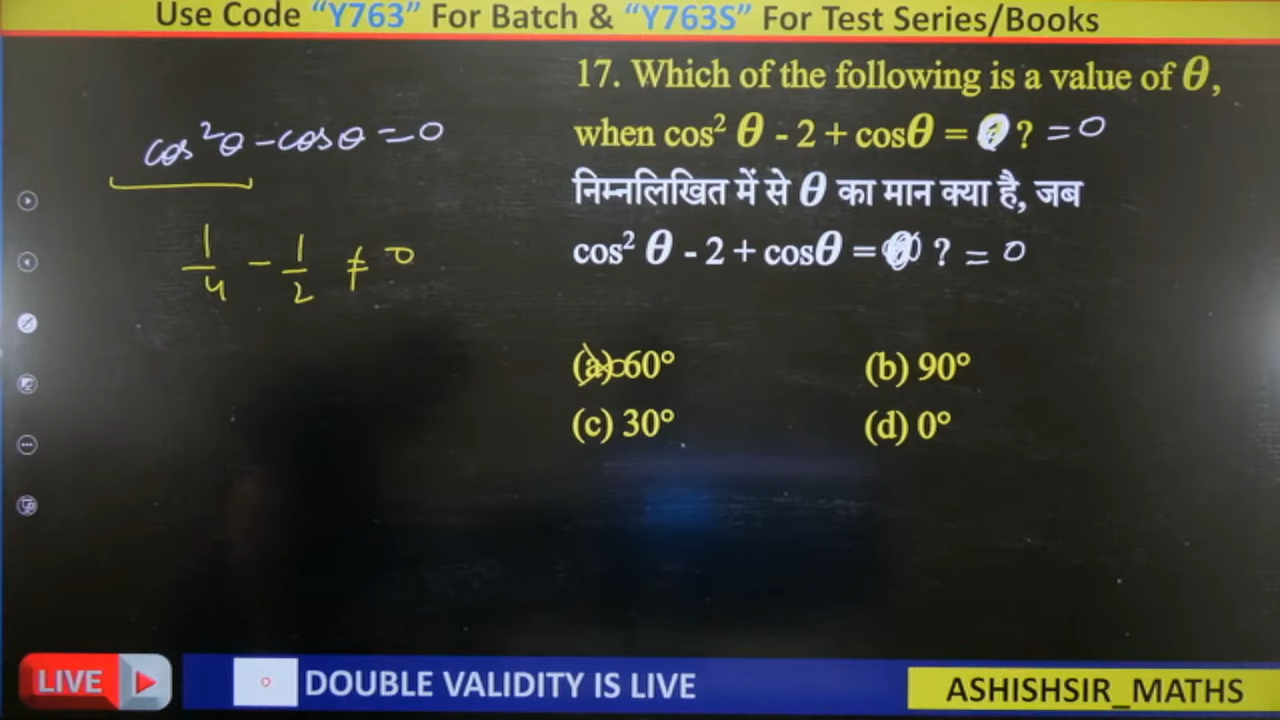 Use Code “Y763” For Batch & “Y763S” For Test Series/Books
17. Which of the following is a value of θ,
when cos² θ - 2 + cosθ = ? = 0
निम्नलिखित में से θ का मान क्या है, जब
cos² θ - 2 + cosθ = ? = 0
(a) 60°
(b) 90°
(c) 30°
(d) 0°
cos²θ - cosθ = 0
1/4 - 1/2 ≠ 0
LIVE
DOUBLE VALIDITY IS LIVE
ASHISHSIR_MATHS